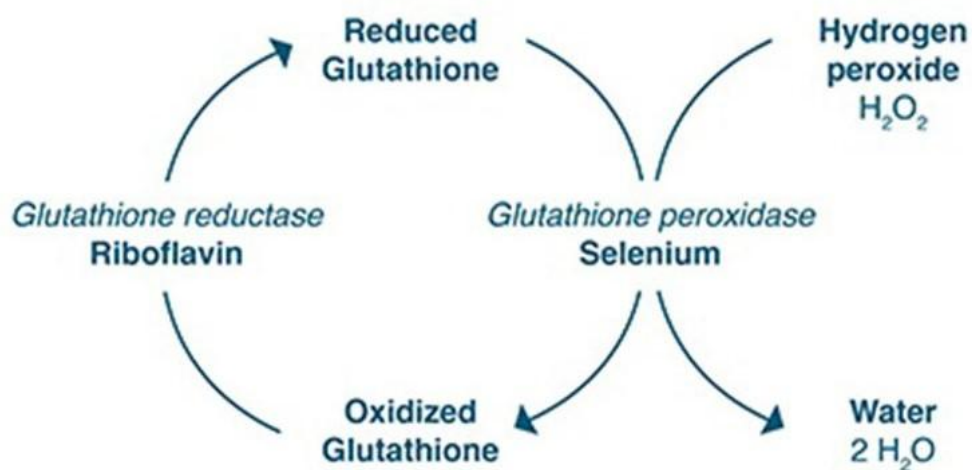 Reduced
Glutathione
Hydrogen
peroxide
H₂O₂
Glutathione reductase
Riboflavin
Glutathione peroxidase
Selenium
Oxidized
Glutathione
Water
2 H₂O